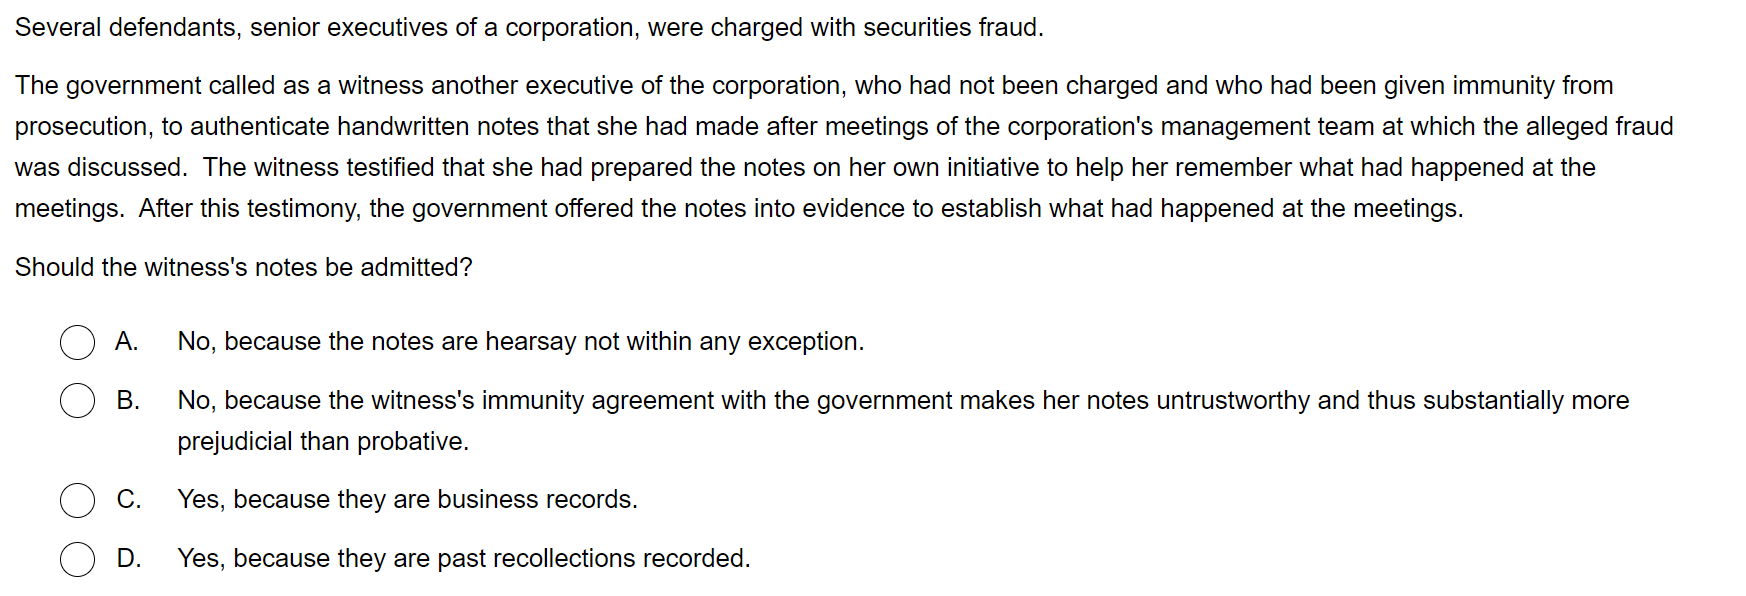 Several defendants, senior executives of a corporation, were charged with securities fraud.
The government called as a witness another executive of the corporation, who had not been charged and who had been given immunity from
prosecution, to authenticate handwritten notes that she had made after meetings of the corporation's management team at which the alleged fraud
was discussed.  The witness testified that she had prepared the notes on her own initiative to help her remember what had happened at the
meetings.  After this testimony, the government offered the notes into evidence to establish what had happened at the meetings.
Should the witness's notes be admitted?
A. No, because the notes are hearsay not within any exception.
B. No, because the witness's immunity agreement with the government makes her notes untrustworthy and thus substantially more
prejudicial than probative.
C. Yes, because they are business records.
D. Yes, because they are past recollections recorded.